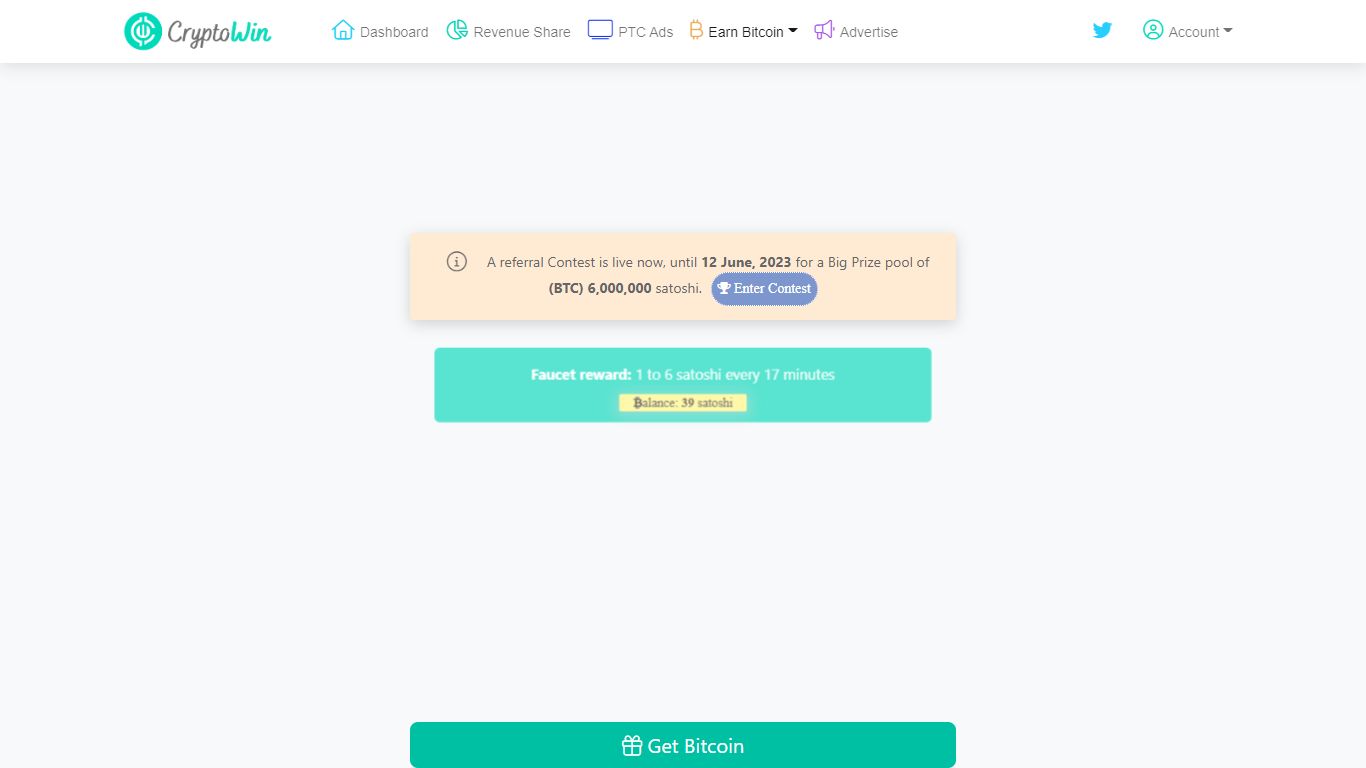 CryptoWin Dashboard Revenue Share PTC Ads Earn Bitcoin Advertise Account
A referral Contest is live now, until 12 June, 2023 for a Big Prize pool of
(BTC) 6,000,000 satoshi. Enter Contest
Faucet reward: 1 to 6 satoshi every 17 minutes
₿alance: 39 satoshi
Get Bitcoin